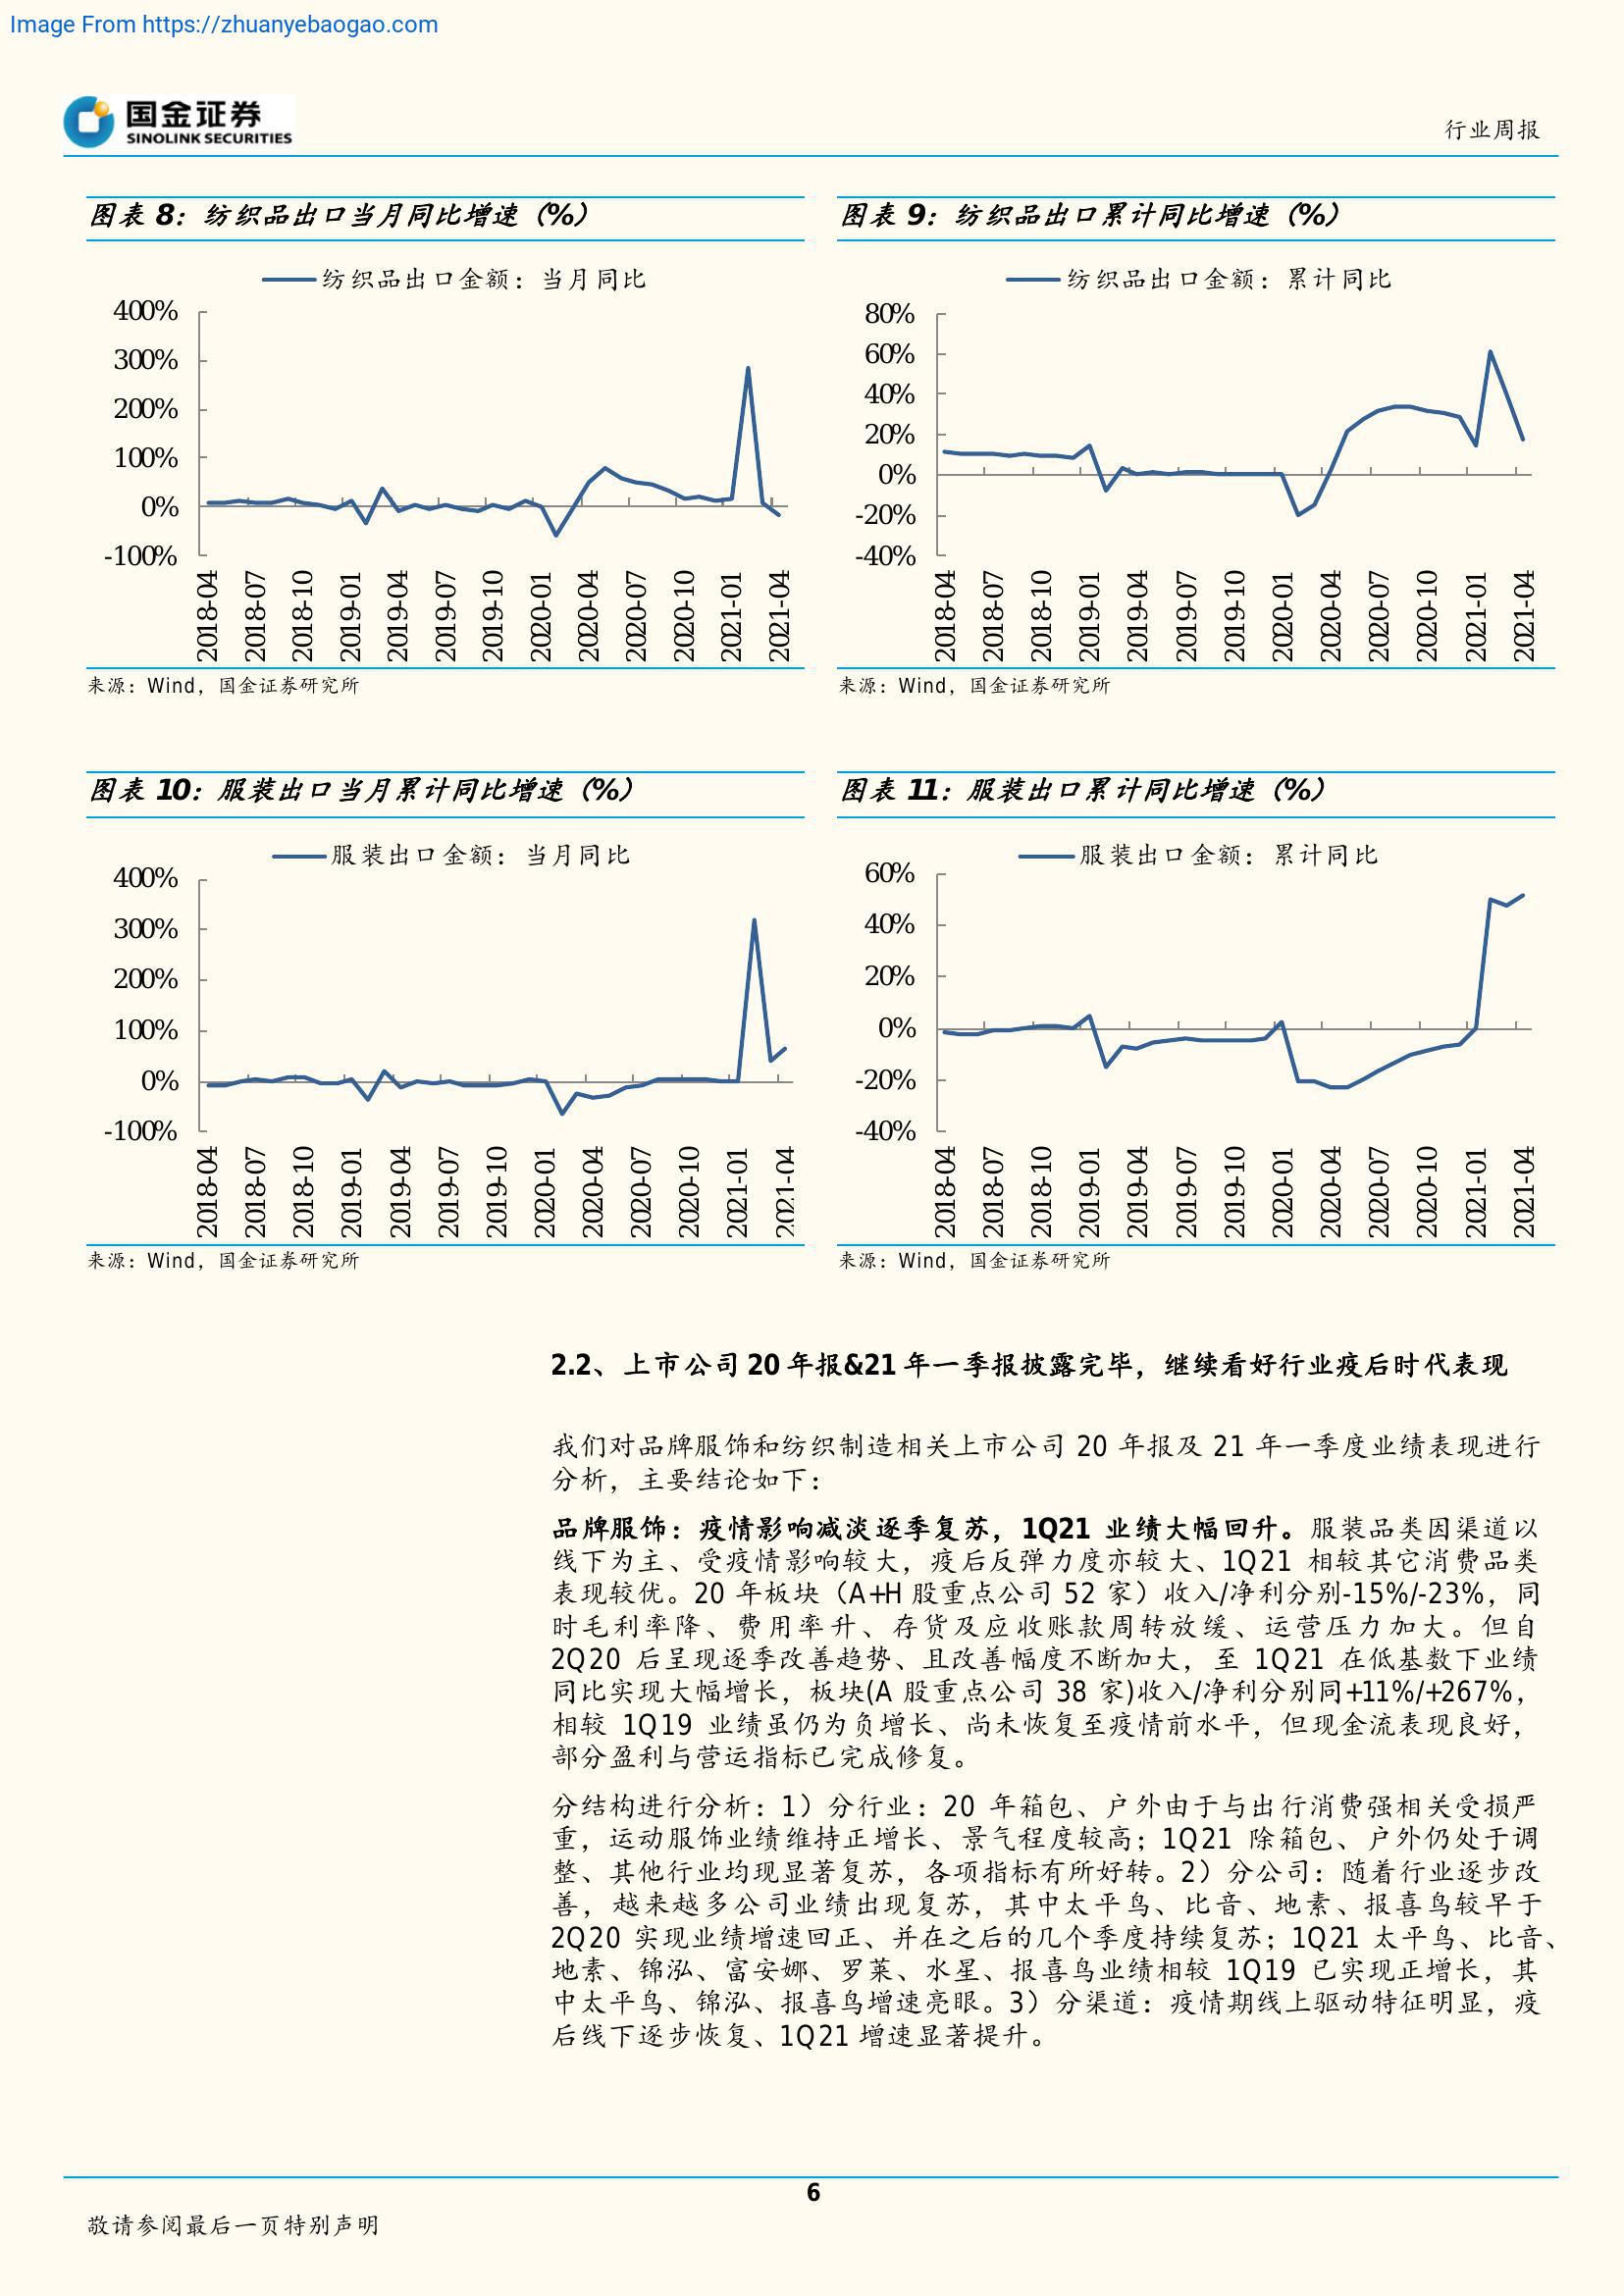 Image From https://zhuanyebaogao.com
国金证券
SINOLINK SECURITIES
行业周报
图表 8：纺织品出口当月同比增速（%）
纺织品出口金额：当月同比
400%
300%
200%
100%
0%
-100%
2018-04
2018-07
2018-10
2019-01
2019-04
2019-07
2019-10
2020-01
2020-04
2020-07
2020-10
2021-01
2021-04
来源：Wind，国金证券研究所
图表 9：纺织品出口累计同比增速（%）
纺织品出口金额：累计同比
80%
60%
40%
20%
0%
-20%
-40%
2018-04
2018-07
2018-10
2019-01
2019-04
2019-07
2019-10
2020-01
2020-04
2020-07
2020-10
2021-01
2021-04
来源：Wind，国金证券研究所
图表 10：服装出口当月累计同比增速（%）
服装出口金额：当月同比
400%
300%
200%
100%
0%
-100%
2018-04
2018-07
2018-10
2019-01
2019-04
2019-07
2019-10
2020-01
2020-04
2020-07
2020-10
2021-01
2021-04
来源：Wind，国金证券研究所
图表 11：服装出口累计同比增速（%）
服装出口金额：累计同比
60%
40%
20%
0%
-20%
-40%
2018-04
2018-07
2018-10
2019-01
2019-04
2019-07
2019-10
2020-01
2020-04
2020-07
2020-10
2021-01
2021-04
来源：Wind，国金证券研究所
2.2、上市公司 20 年报&21 年一季报披露完毕，继续看好行业疫后时代表现
我们对品牌服饰和纺织制造相关上市公司 20 年报及 21 年一季度业绩表现进行
分析，主要结论如下：
品牌服饰：疫情影响减淡逐季复苏，1Q21 业绩大幅回升。服装品类因渠道以
线下为主、受疫情影响较大，疫后反弹力度亦较大、1Q21 相较其它消费品类
表现较优。20 年板块（A+H 股重点公司 52 家）收入/净利分别-15%/-23%，同
时毛利率降、费用率升、存货及应收账款周转放缓、运营压力加大。但自
2Q20 后呈现逐季改善趋势、且改善幅度不断加大，至 1Q21 在低基数下业绩
同比实现大幅增长，板块(A 股重点公司 38 家)收入/净利分别同+11%/+267%，
相较 1Q19 业绩虽仍为负增长、尚未恢复至疫情前水平，但现金流表现良好，
部分盈利与营运指标已完成修复。
分结构进行分析：1）分行业：20 年箱包、户外由于与出行消费强相关受损严
重，运动服饰业绩维持正增长、景气程度较高；1Q21 除箱包、户外仍处于调
整、其他行业均现显著复苏，各项指标有所好转。2）分公司：随着行业逐步改
善，越来越多公司业绩出现复苏，其中太平鸟、比音、地素、报喜鸟较早于
2Q20 实现业绩增速回正、并在之后的几个季度持续复苏；1Q21 太平鸟、比音、
地素、锦泓、富安娜、罗莱、水星、报喜鸟业绩相较 1Q19 已实现正增长，其
中太平鸟、锦泓、报喜鸟增速亮眼。3）分渠道：疫情期线上驱动特征明显，疫
后线下逐步恢复、1Q21 增速显著提升。
6
敬请参阅最后一页特别声明